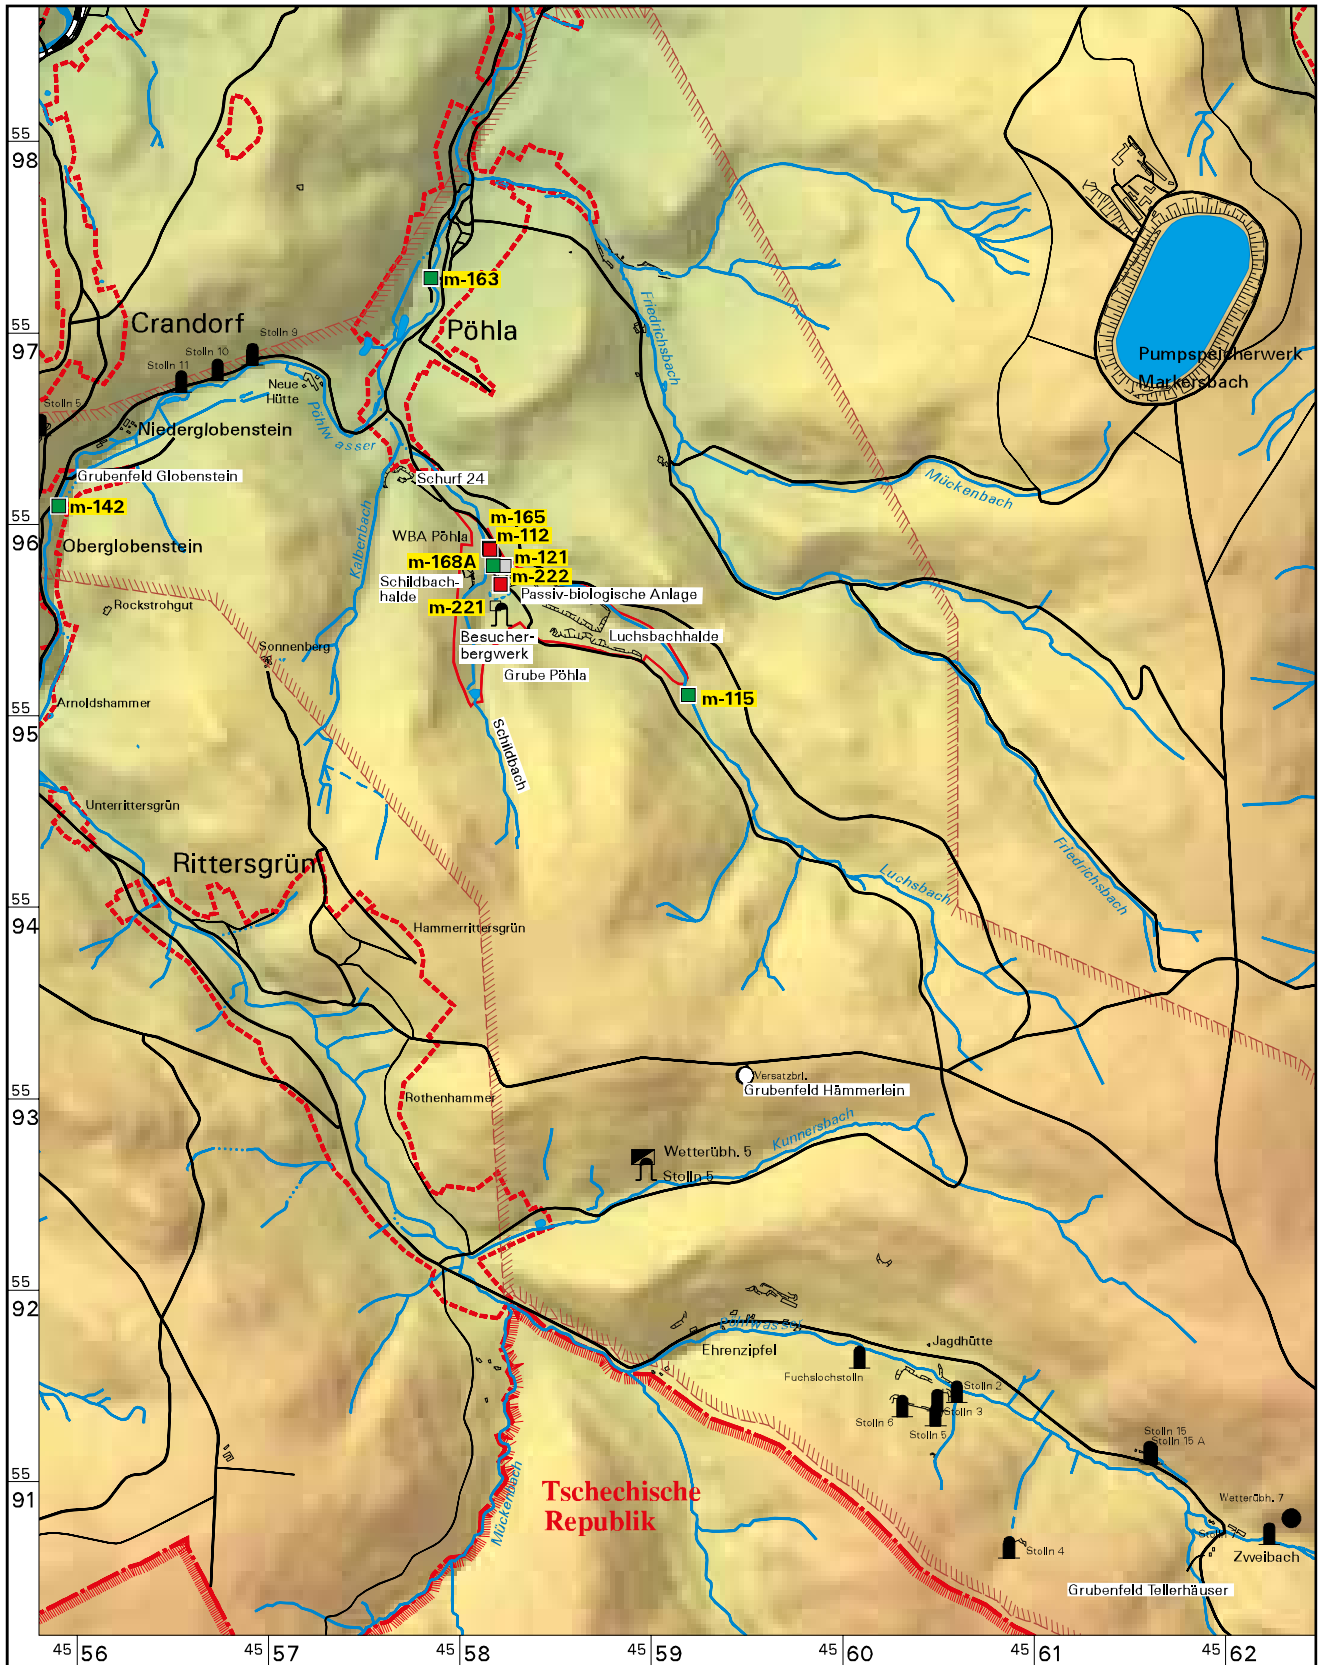 55
98
m-163
Friedrichsbach
55
97
Crandorf
Pöhla
Stolln 9
Stolln 10
Stolln 11
Pumpspeicherwerk
Markersbach
Neue
Hütte
Stolln 5
Pöhlwasser
Niederglobenstein
Grubenfeld Globenstein
Schurf 24
Mückenbach
m-142
55
96
Kalbenbach
m-165
WBA Pöhla
m-112
Oberglobenstein
m-168A
m-121
m-222
Schildbach-
halde
Passiv-biologische Anlage
Rockstrohgut
m-221
Besucher-
bergwerk
Luchsbachhalde
Sonnenberg
Grube Pöhla
m-115
Arnoldshammer
55
95
Schildbach
Unterrittersgrün
Rittersgrün
Luchsbach
Friedrichsbach
55
94
Hammerrittersgrün
Versatzbrl.
Grubenfeld Hämmerlein
Rothenhammer
55
93
Kunnersbach
Wetterübh. 5
Stolln 5
55
92
Pöhlwasser
Jagdhütte
Ehrenzipfel
Fuchslochstolln
Stolln 2
Stolln 3
Stolln 6
Stolln 5
Stolln 15
Stolln 15 A
55
91
Mückenbach
Tschechische
Republik
Wetterübh. 7
Stolln 1
Stolln 4
Zweibach
Grubenfeld Tellerhäuser
45 56
45 57
45 58
45 59
45 60
45 61
45 62